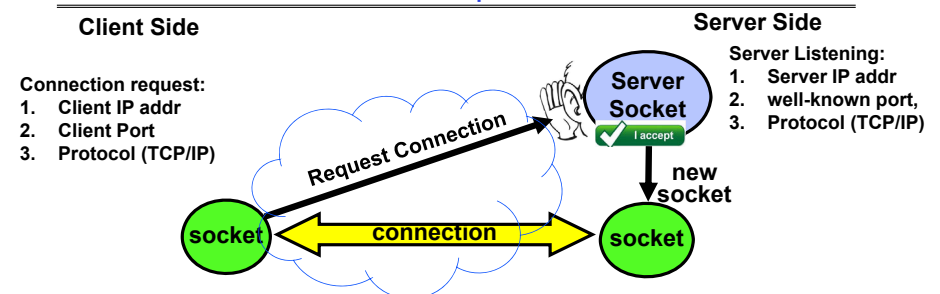 Client Side
Server Side
Connection request:
1. Client IP addr
2. Client Port
3. Protocol (TCP/IP)
Server Listening:
1. Server IP addr
2. well-known port,
3. Protocol (TCP/IP)
Server
Socket
I accept
Request Connection
new
socket
socket
connection
socket